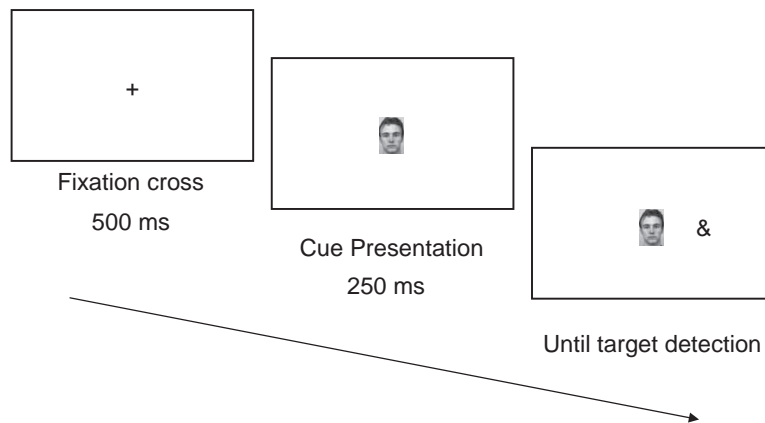 +
Fixation cross
500 ms
Cue Presentation
250 ms
&
Until target detection